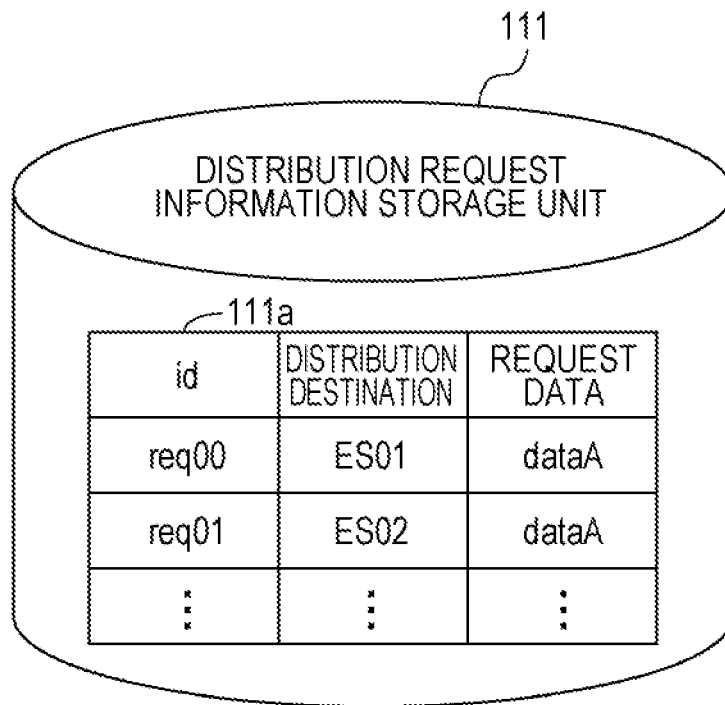 111
DISTRIBUTION REQUEST
INFORMATION STORAGE UNIT
111a
id
DISTRIBUTION
DESTINATION
REQUEST
DATA
req00 ES01 dataA
req01 ES02 dataA
⋮ ⋮ ⋮